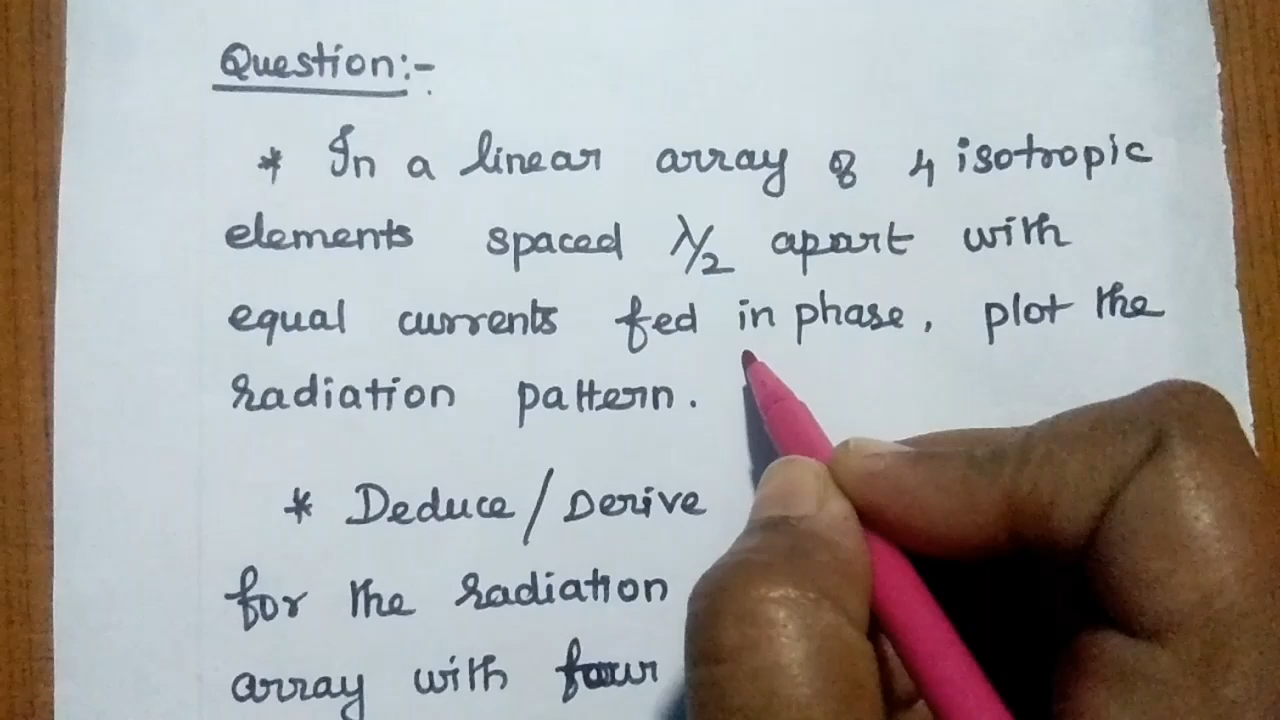 Question:-
* In a linear array of 4 isotropic
elements spaced λ/2 apart with
equal currents fed in phase, plot the
radiation pattern.
* Deduce/Derive
for the radiation
array with four